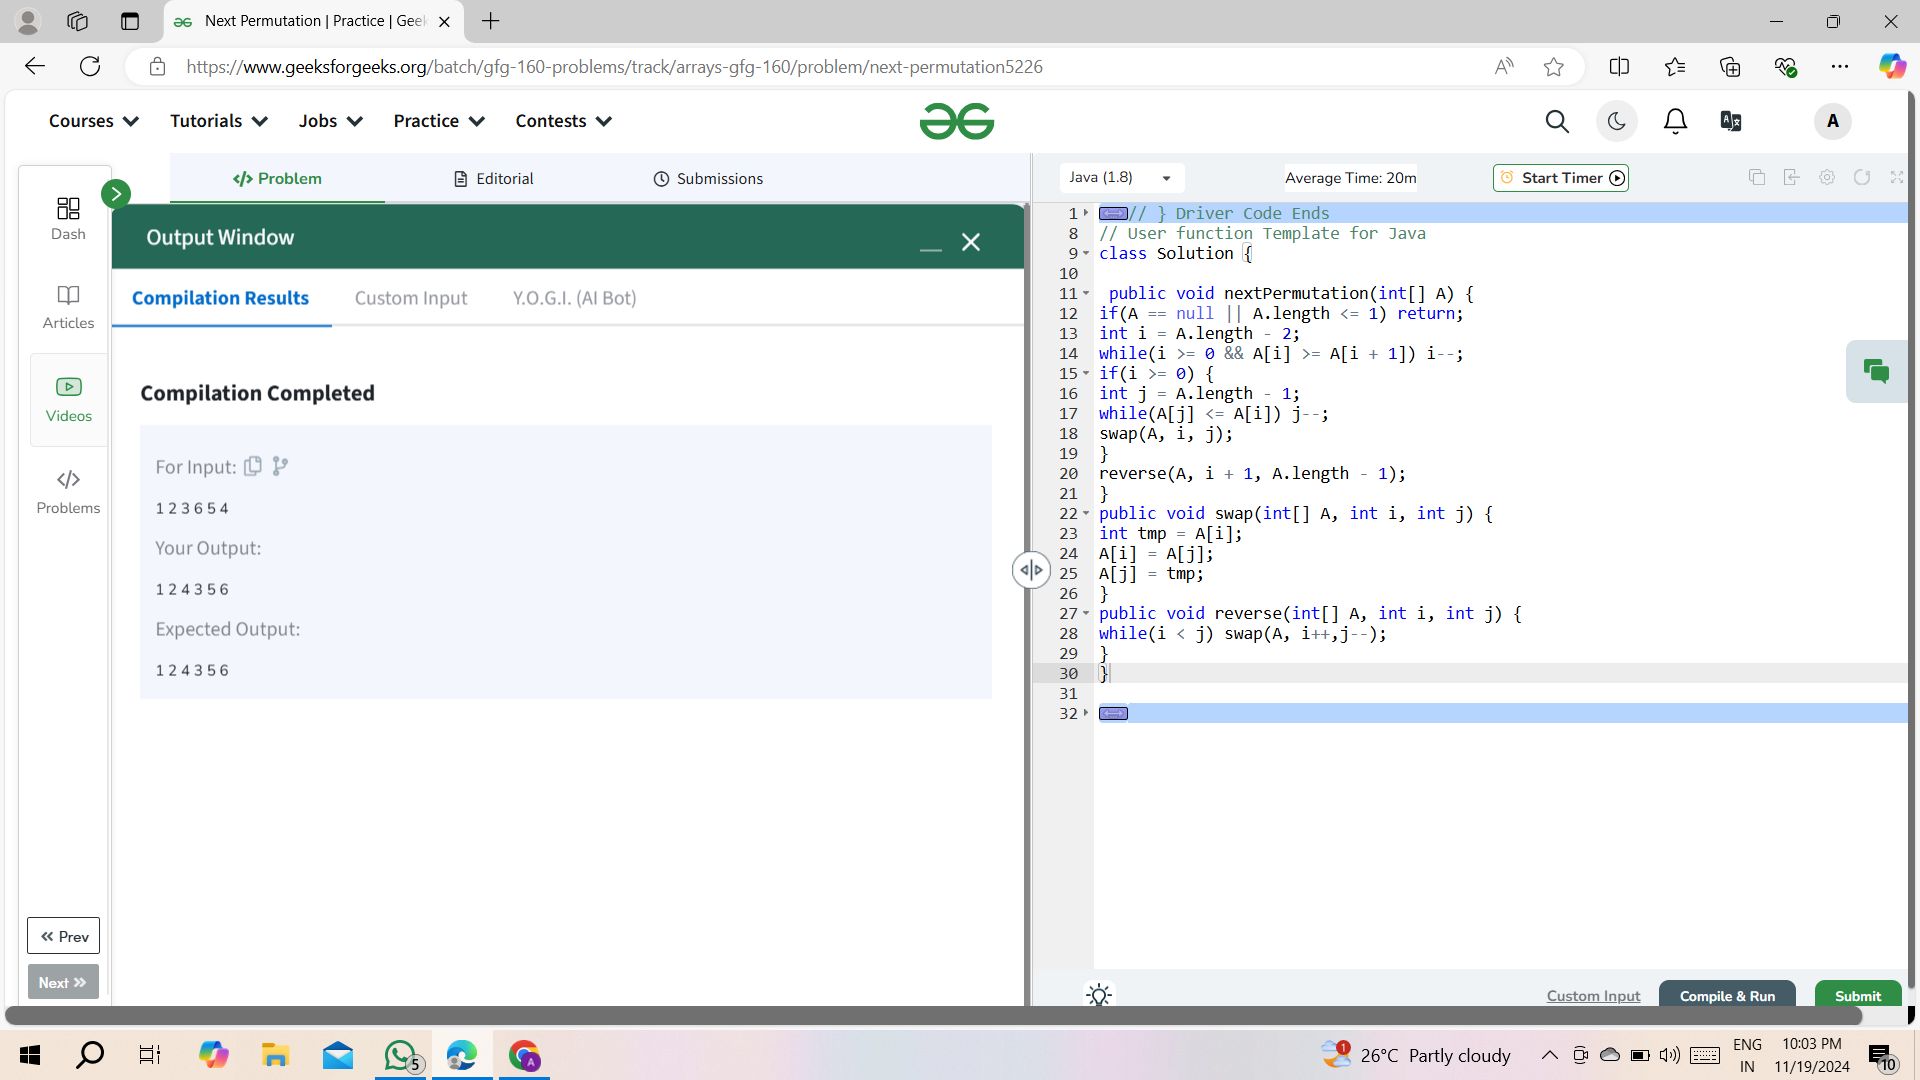 Next Permutation | Practice | Geek
https://www.geeksforgeeks.org/batch/gfg-160-problems/track/arrays-gfg-160/problem/next-permutation5226
Courses Tutorials Jobs Practice Contests
A
Problem Editorial Submissions
Java (1.8) Average Time: 20m Start Timer
Dash
Articles
Videos
Problems
Prev
Next
Output Window
Compilation Results Custom Input Y.O.G.I. (AI Bot)
Compilation Completed
For Input:
1 2 3 6 5 4
Your Output:
1 2 4 3 5 6
Expected Output:
1 2 4 3 5 6
1 // } Driver Code Ends
8 // User function Template for Java
9 class Solution {
10
11 public void nextPermutation(int[] A) {
12 if(A == null || A.length <= 1) return;
13 int i = A.length - 2;
14 while(i >= 0 && A[i] >= A[i + 1]) i--;
15 if(i >= 0) {
16 int j = A.length - 1;
17 while(A[j] <= A[i]) j--;
18 swap(A, i, j);
19 }
20 reverse(A, i + 1, A.length - 1);
21 }
22 public void swap(int[] A, int i, int j) {
23 int tmp = A[i];
24 A[i] = A[j];
25 A[j] = tmp;
26 }
27 public void reverse(int[] A, int i, int j) {
28 while(i < j) swap(A, i++,j--);
29 }
30 }
31
32
Custom Input Compile & Run Submit
5
1 26°C Partly cloudy
ENG
IN
10:03 PM
11/19/2024
10